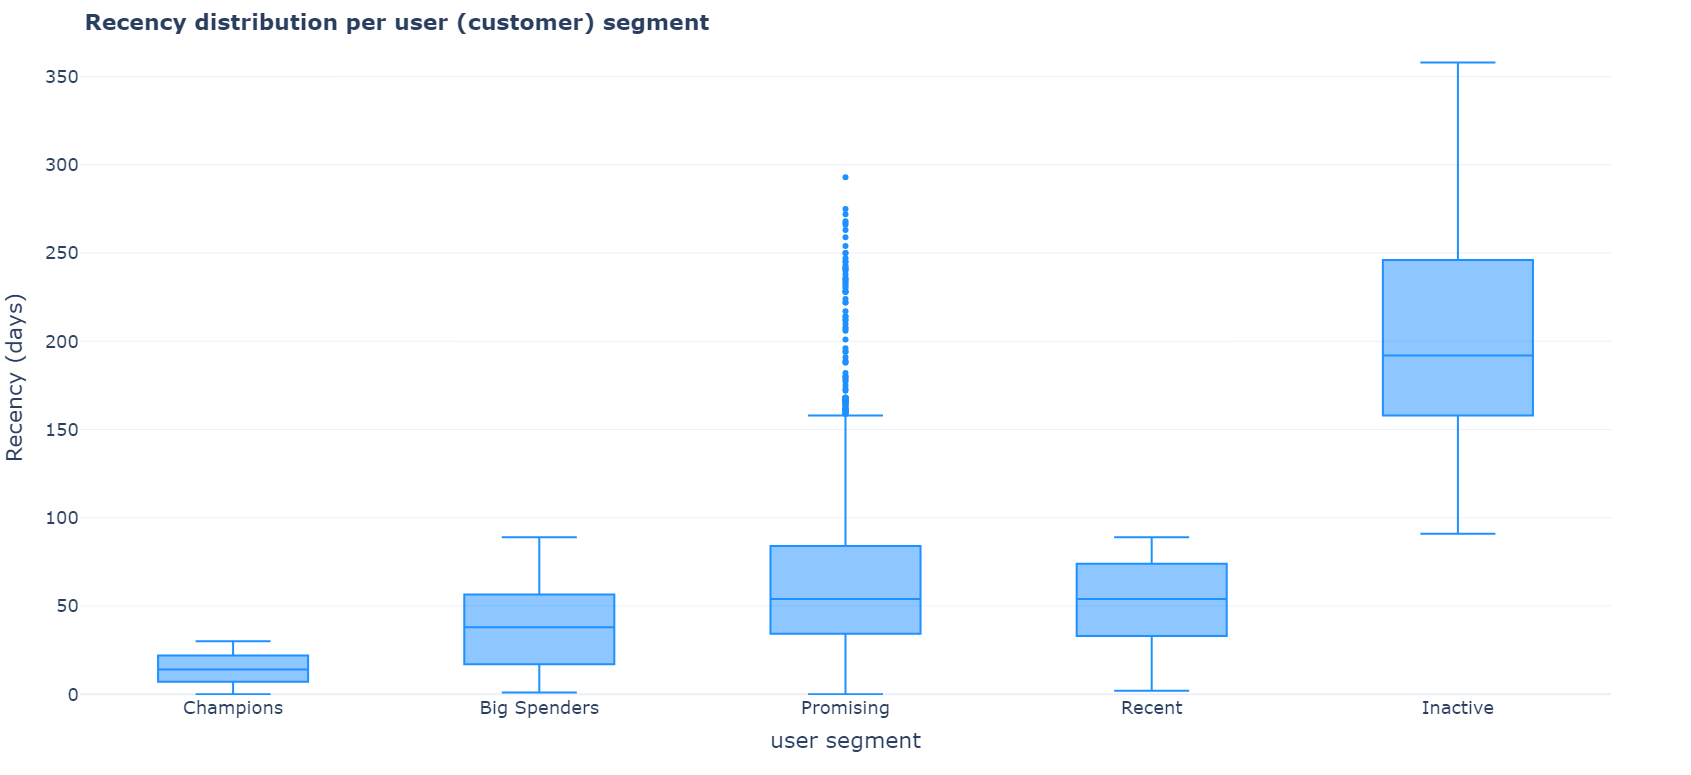 Recency distribution per user (customer) segment
Recency (days)
350
300
250
200
150
100
50
0
Champions Big Spenders Promising Recent Inactive
user segment